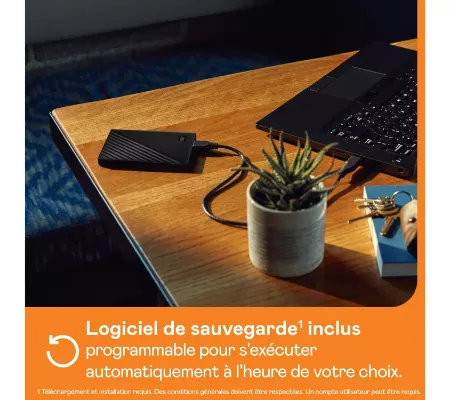 Logiciel de sauvegarde¹ inclus
programmable pour s'exécuter
automatiquement à l'heure de votre choix.
1 Téléchargement et installation requis. Des conditions générales doivent être respectées. Un compte utilisateur peut être requis.